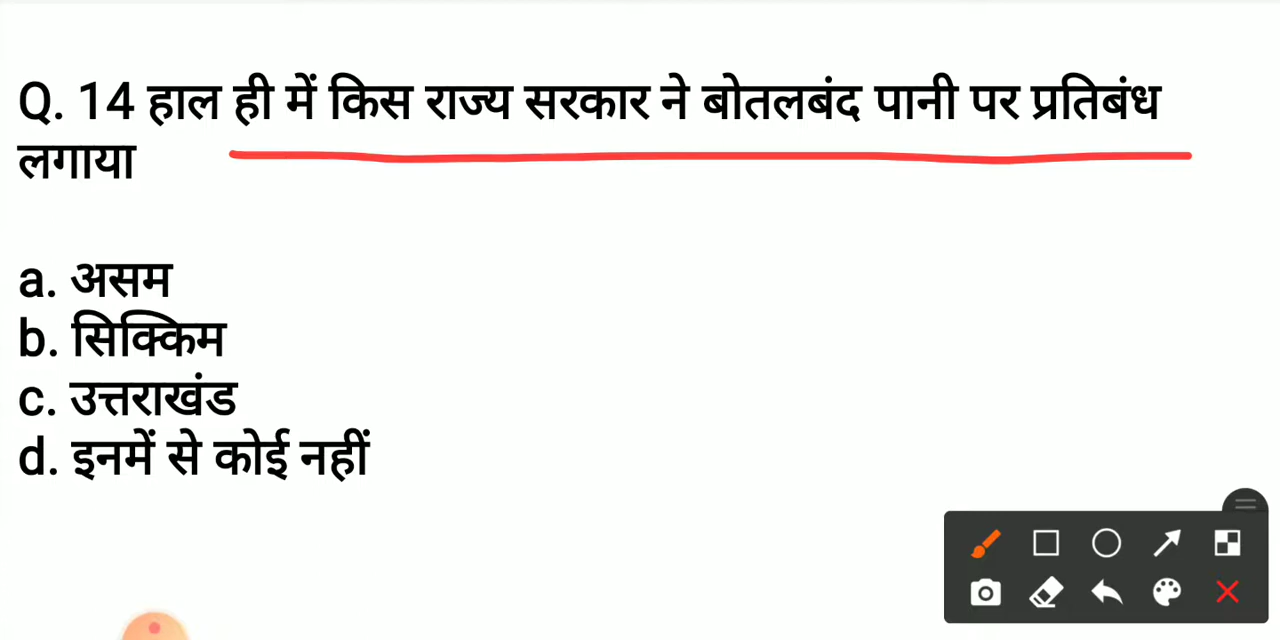 Q. 14 हाल ही में किस राज्य सरकार ने बोतलबंद पानी पर प्रतिबंध
लगाया
a. असम
b. सिक्किम
c. उत्तराखंड
d. इनमें से कोई नहीं